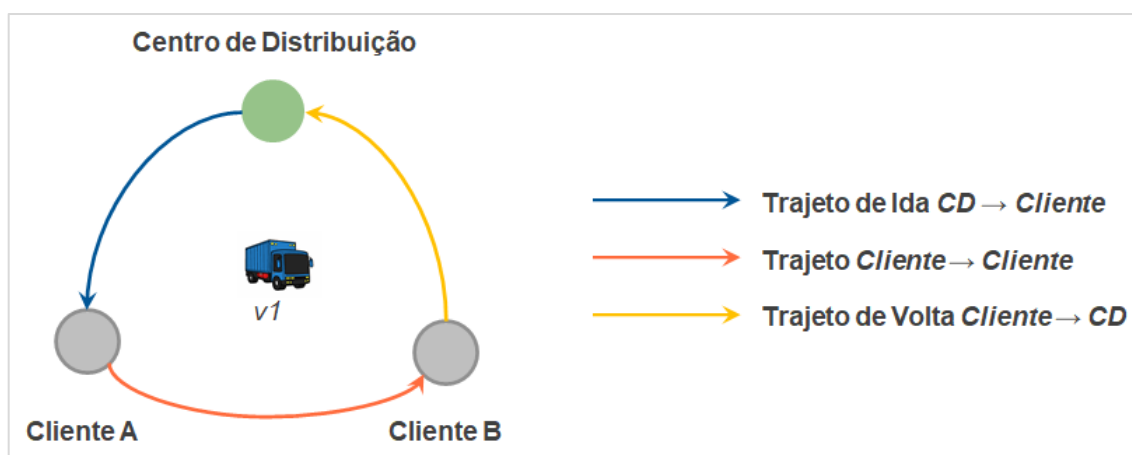 Centro de Distribuição
v1
Cliente A
Cliente B
Trajeto de Ida CD → Cliente
Trajeto Cliente → Cliente
Trajeto de Volta Cliente → CD